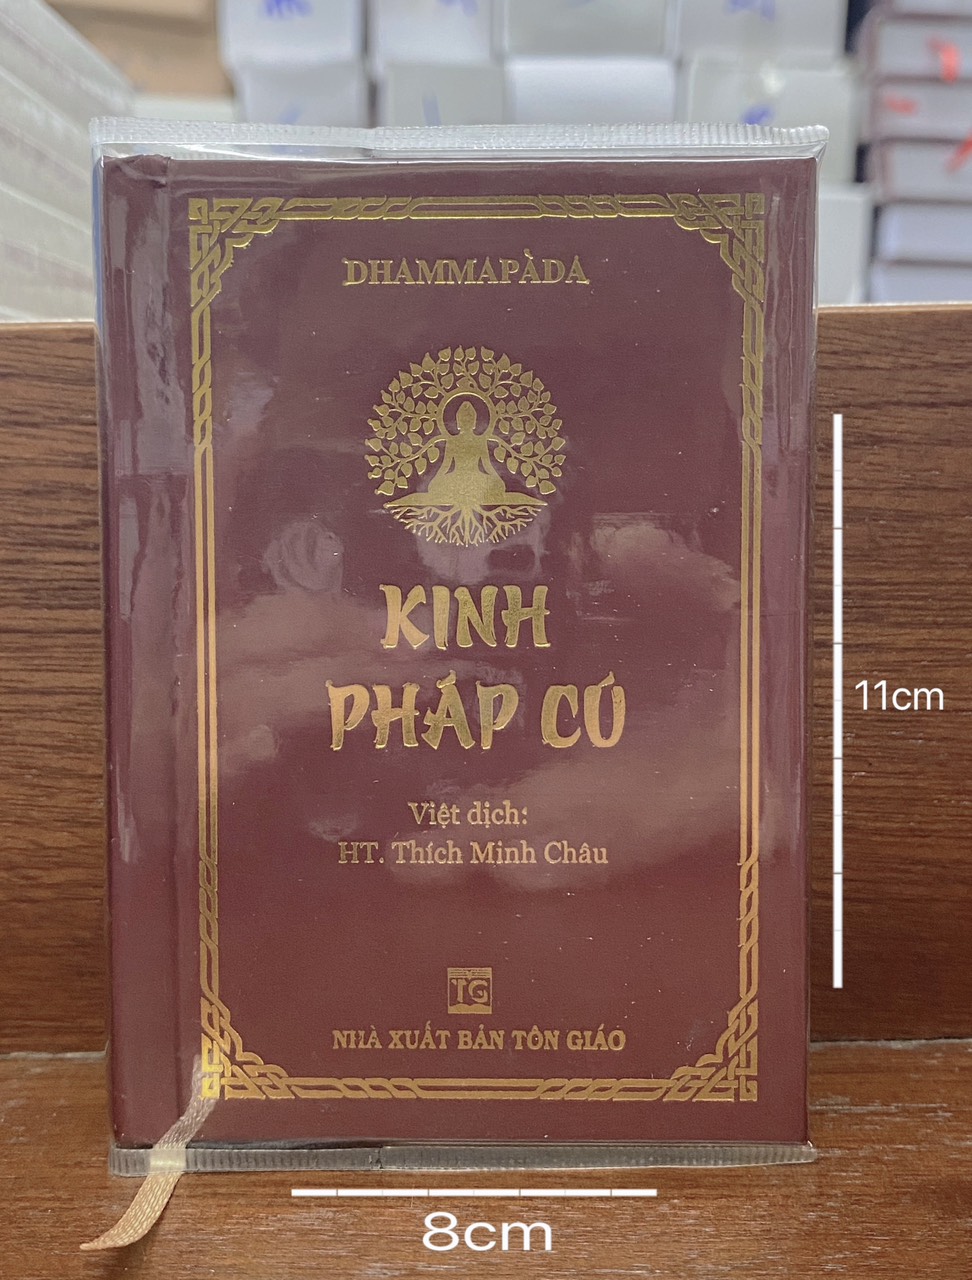 DHAMMAPÀDA
KINH
PHÁP CÚ
Việt dịch:
HT. Thích Minh Châu
TG
NHÀ XUẤT BẢN TÔN GIÁO
11cm
8cm